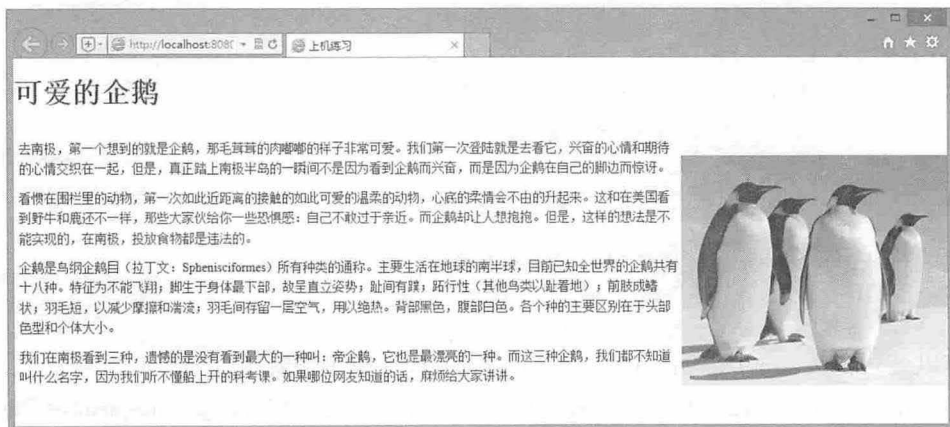 http://localhost:808
上机练习
可爱的企鹅
去南极，第一个想到的就是企鹅，那毛茸茸的肉嘟嘟的样子非常可爱。我们第一次登陆就是去看它，兴奋的心情和期待
的心情交织在一起，但是，真正踏上南极半岛的一瞬间不是因为看到企鹅而兴奋，而是因为企鹅在自己的脚边而惊讶。
看惯在围栏里的动物，第一次如此近距离的接触的如此可爱的温柔的动物，心底的柔情会不由的升起来。这和在美国看
到野牛和鹿还不一样，那些大家伙给你一些恐惧感：自己不敢过于亲近。而企鹅却让人想抱抱。但是，这样的想法是不
能实现的，在南极，投放食物都是违法的。
企鹅是鸟纲企鹅目（拉丁文：Sphenisciformes）所有种类的通称。主要生活在地球的南半球，目前已知全世界的企鹅共有
十八种。特征为不能飞翔；脚生于身体最下部，故呈直立姿势；趾间有蹼；跖行性（其他鸟类以趾着地）；前肢成鳍
状；羽毛短，以减少摩擦和湍流；羽毛间存留一层空气，用以绝热。背部黑色，腹部白色。各个种的主要区别在于头部
色型和个体大小。
我们在南极看到三种，遗憾的是没有看到最大的一种叫：帝企鹅，它也是最漂亮的一种。而这三种企鹅，我们都不知道
叫什么名字，因为我们听不懂船上开的科考课。如果哪位网友知道的话，麻烦给大家讲讲。